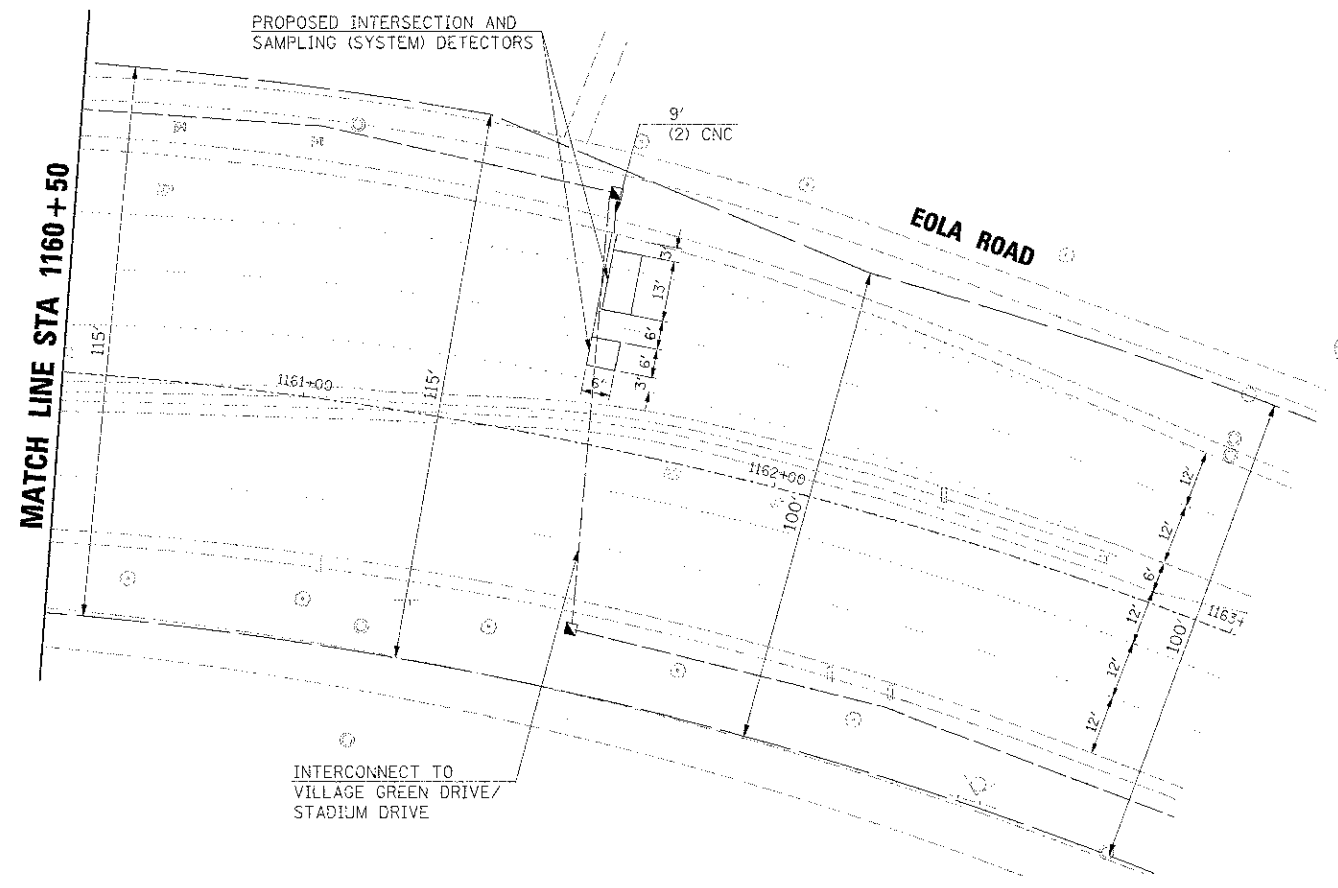 PROPOSED INTERSECTION AND
SAMPLING (SYSTEM) DETECTORS
9'
(2) CNC
EOLA ROAD
MATCH LINE STA 1160+50
115'
115'
3'
13'
6'
6'
3'
6'
1161+00
1162+00
100'
12'
12'
6'
12'
12'
12'
1163+
100'
INTERCONNECT TO
VILLAGE GREEN DRIVE/
STADIUM DRIVE